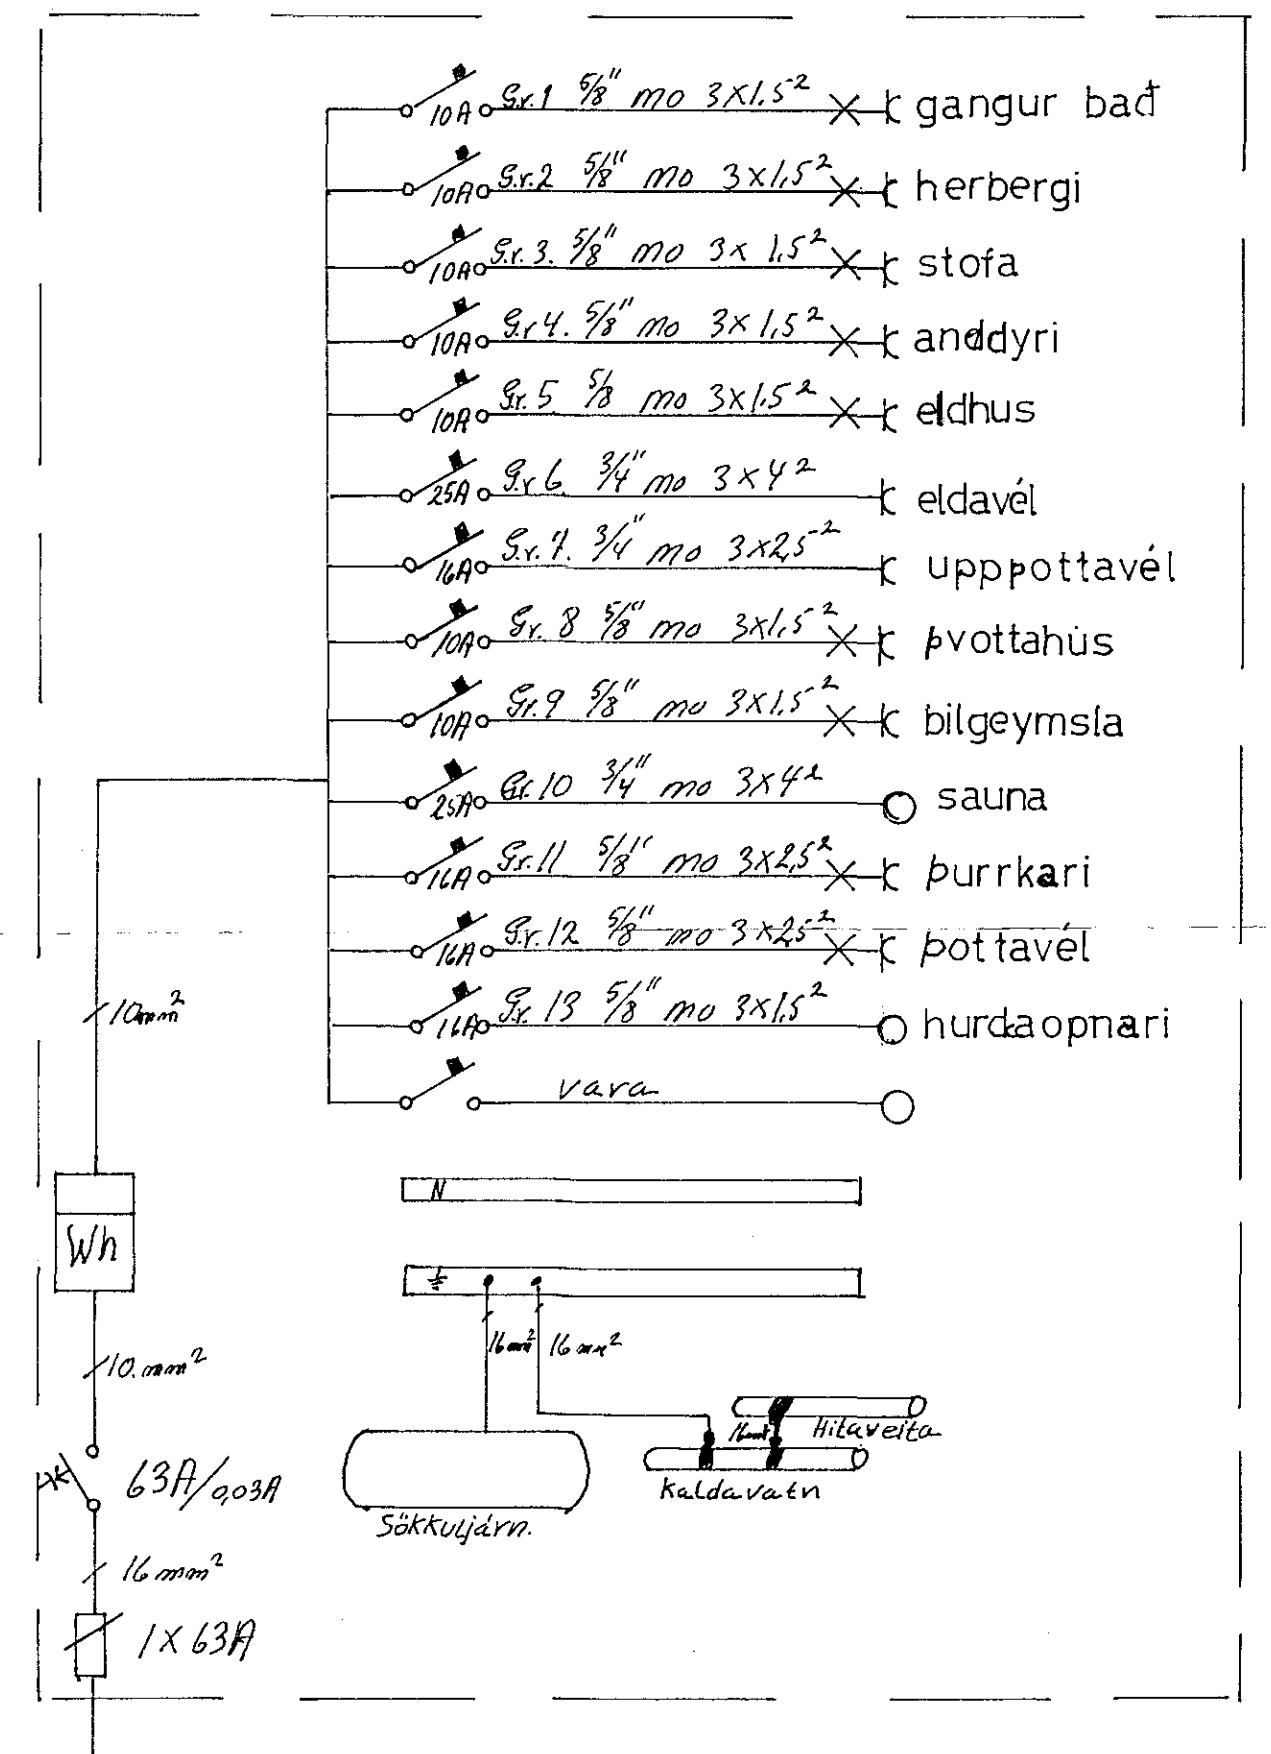 10A Gr.1 5/8" mo 3x1.5² gangur bað
10A Gr.2 5/8" mo 3x1,5² herbergi
10A Gr.3. 5/8" mo 3x1.5² stofa
10A Gr4. 5/8" mo 3x1,5² anddyri
10A Gr.5 5/8 mo 3x1.5² eldhus
25A Gr6. 3/4" mo 3x4² eldavél
16A Gr.7. 3/4" mo 3x2,5² uppþottavél
10A Gr.8 5/8" mo 3x1,5² þvottahús
10A Gr.9 5/8" mo 3x1,5² bilgeymsla
25A Gr.10 3/4" mo 3x4² sauna
16A Gr.11 5/8" mo 3x2,5² þurrkari
16A Gr.12 5/8" mo 3x2,5² þottavél
16A Gr.13 5/8" mo 3x1,5² hurdaopnari
vara
10mm²
N
Wh
16mm² 16mm²
10.mm²
16mm²
Hitaveita
Kaldavatn
63A/0,03A
Sökkuljárn.
16mm²
1x63A